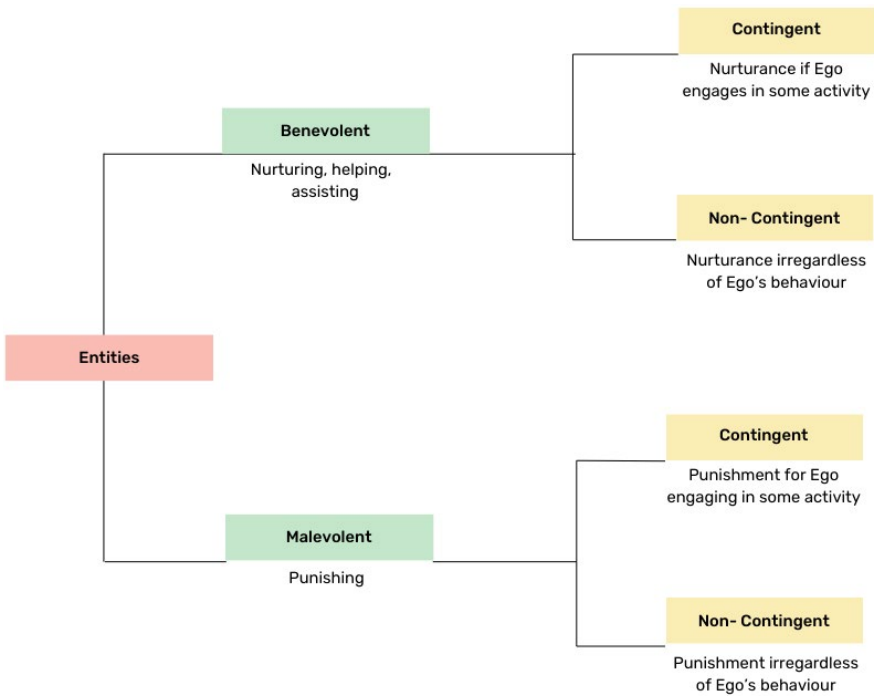 Contingent
Nurturance if Ego
engages in some activity
Benevolent
Nurturing, helping,
assisting
Non- Contingent
Nurturance irregardless
of Ego’s behaviour
Entities
Contingent
Punishment for Ego
engaging in some activity
Malevolent
Punishing
Non- Contingent
Punishment irregardless
of Ego’s behaviour